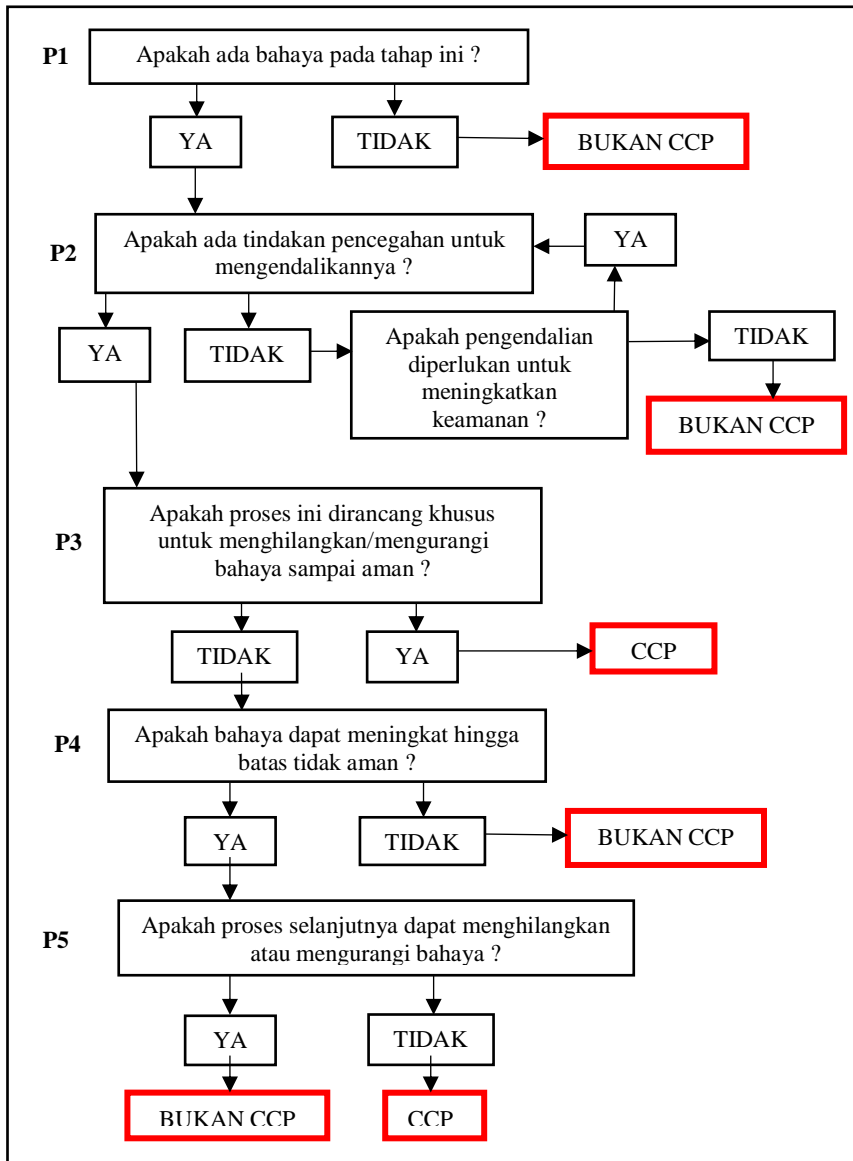 P1
Apakah ada bahaya pada tahap ini ?
YA
TIDAK
BUKAN CCP
P2
Apakah ada tindakan pencegahan untuk
mengendalikannya ?
YA
YA
TIDAK
Apakah pengendalian
diperlukan untuk
meningkatkan
keamanan ?
TIDAK
BUKAN CCP
P3
Apakah proses ini dirancang khusus
untuk menghilangkan/mengurangi
bahaya sampai aman ?
TIDAK
YA
CCP
P4
Apakah bahaya dapat meningkat hingga
batas tidak aman ?
YA
TIDAK
BUKAN CCP
P5
Apakah proses selanjutnya dapat menghilangkan
atau mengurangi bahaya ?
YA
TIDAK
BUKAN CCP
CCP